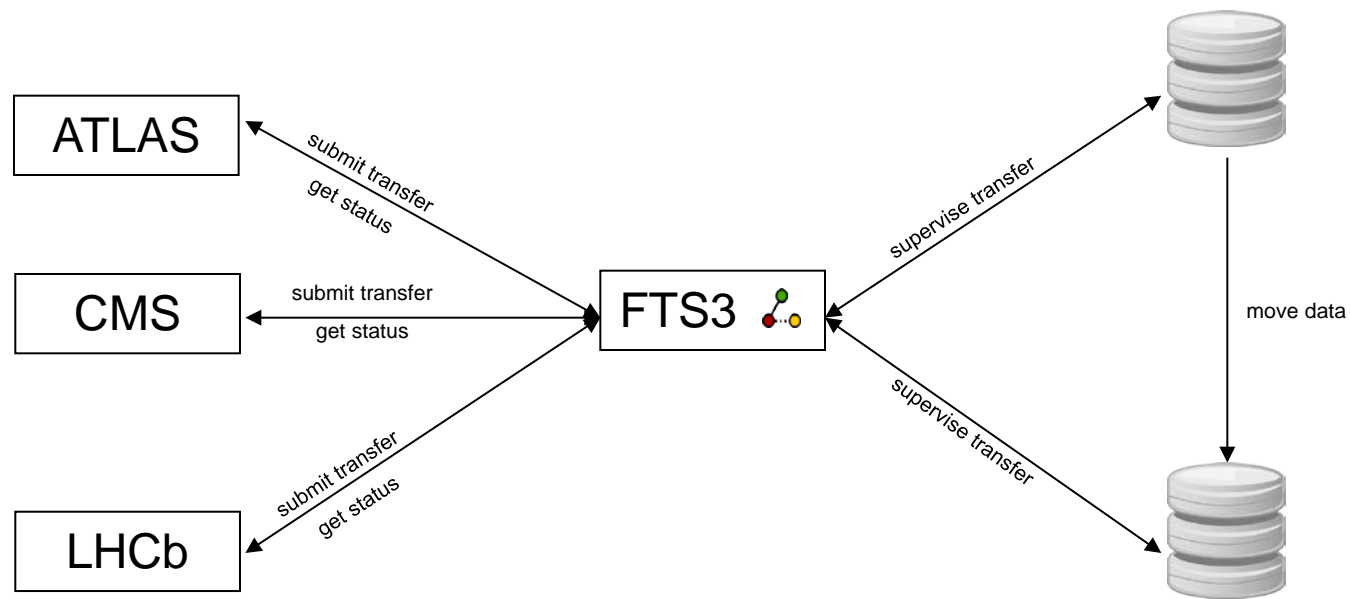 ATLAS
submit transfer
get status
CMS
submit transfer
get status
LHCb
submit transfer
get status
FTS3
supervise transfer
supervise transfer
move data